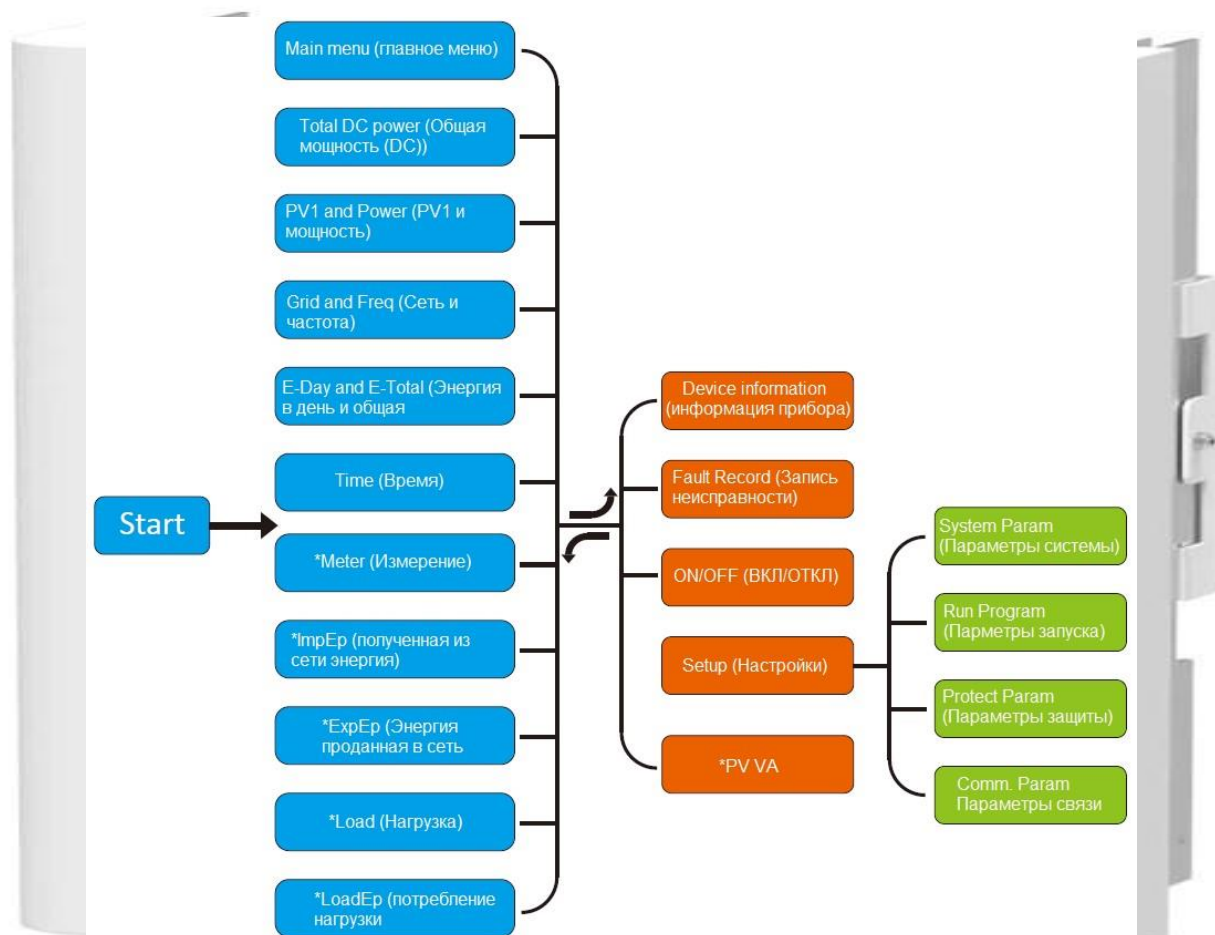 Main menu (главное меню)
Total DC power (Общая
мощность (DC))
PV1 and Power (PV1 и
мощность)
Grid and Freq (Сеть и
частота)
E-Day and E-Total (Энергия
в день и общая
Time (Время)
Start
*Meter (Измерение)
*ImpEp (полученная из
сети энергия)
*ExpEp (Энергия
проданная в сеть
*Load (Нагрузка)
*LoadEp (потребление
нагрузки
Device information
(информация прибора)
Fault Record (Запись
неисправности)
ON/OFF (ВКЛ/ОТКЛ)
Setup (Настройки)
*PV VA
System Param
(Параметры системы)
Run Program
(Парметры запуска)
Protect Param
(Параметры защиты)
Comm. Param
Параметры связи